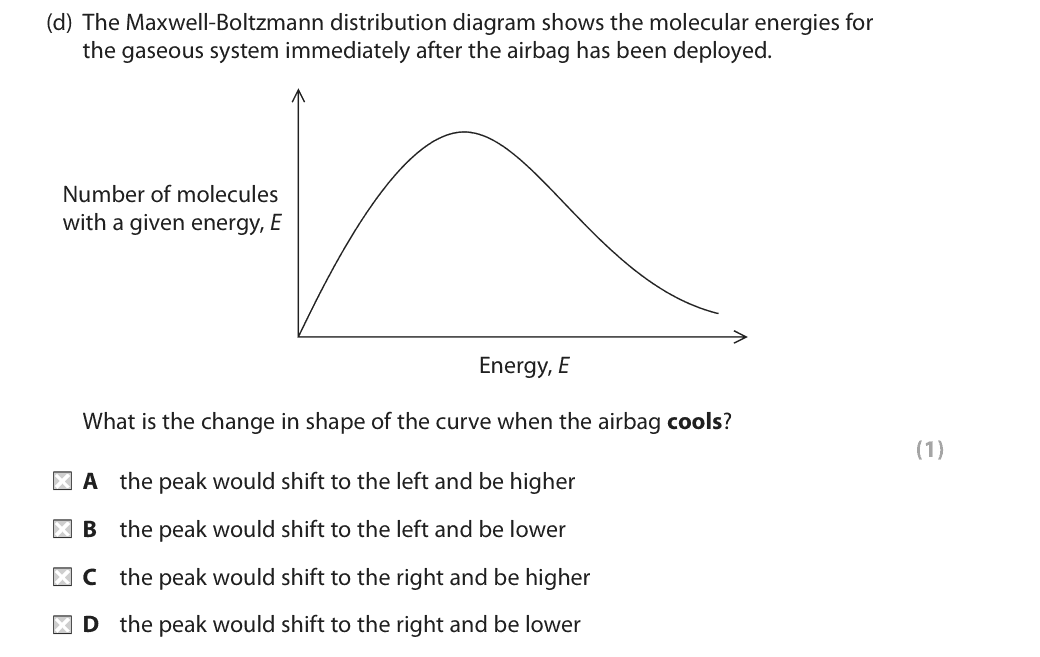 (d) The Maxwell-Boltzmann distribution diagram shows the molecular energies for
the gaseous system immediately after the airbag has been deployed.
Number of molecules
with a given energy, E
Energy, E
What is the change in shape of the curve when the airbag cools?
(1)
A the peak would shift to the left and be higher
B the peak would shift to the left and be lower
C the peak would shift to the right and be higher
D the peak would shift to the right and be lower